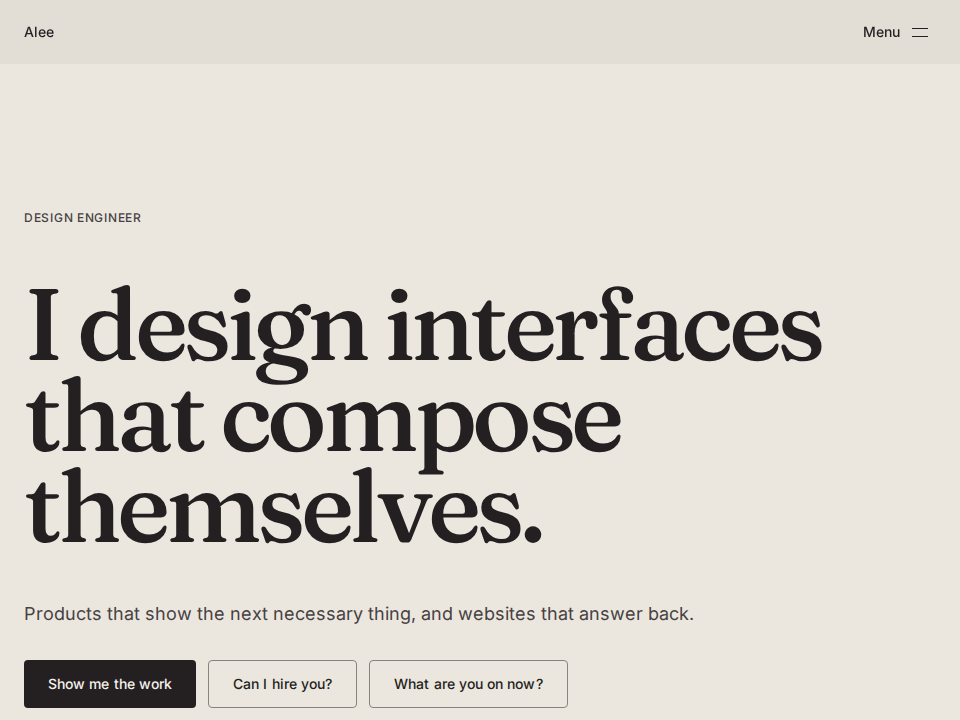 Alee
Menu
DESIGN ENGINEER
I design interfaces
that compose
themselves.
Products that show the next necessary thing, and websites that answer back.
Show me the work
Can I hire you?
What are you on now?